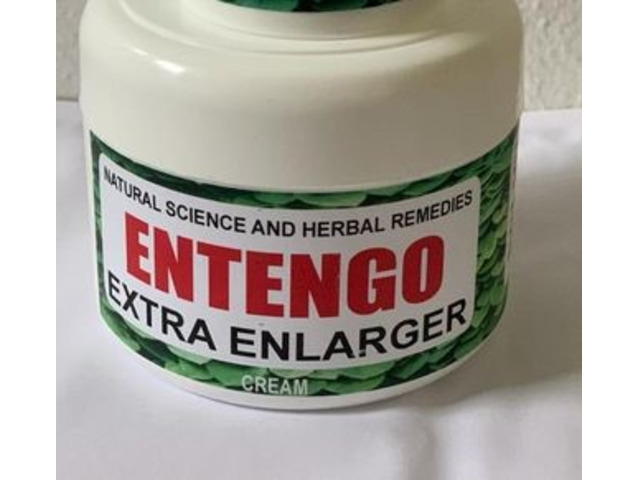 NATURAL SCIENCE AND HERBAL REMEDIES
ENTENGO
EXTRA ENLARGER
CREAM